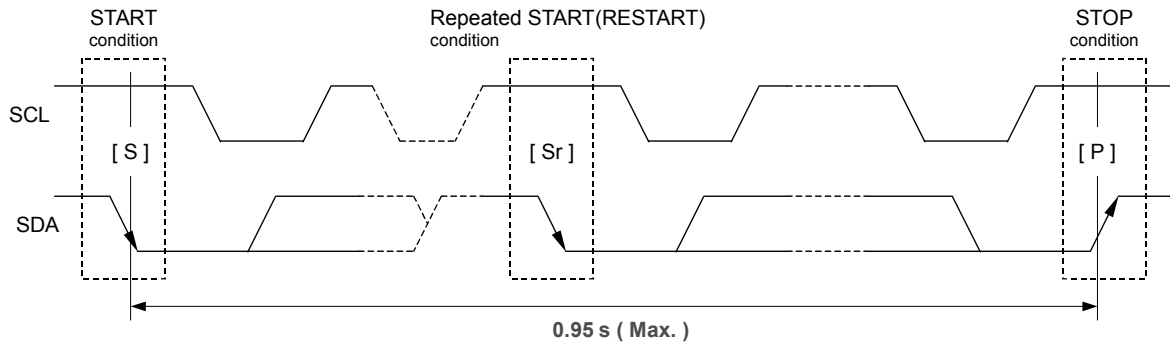 START
condition
Repeated START(RESTART)
condition
STOP
condition
SCL
[ S ]
[ Sr ]
[ P ]
SDA
0.95 s ( Max. )